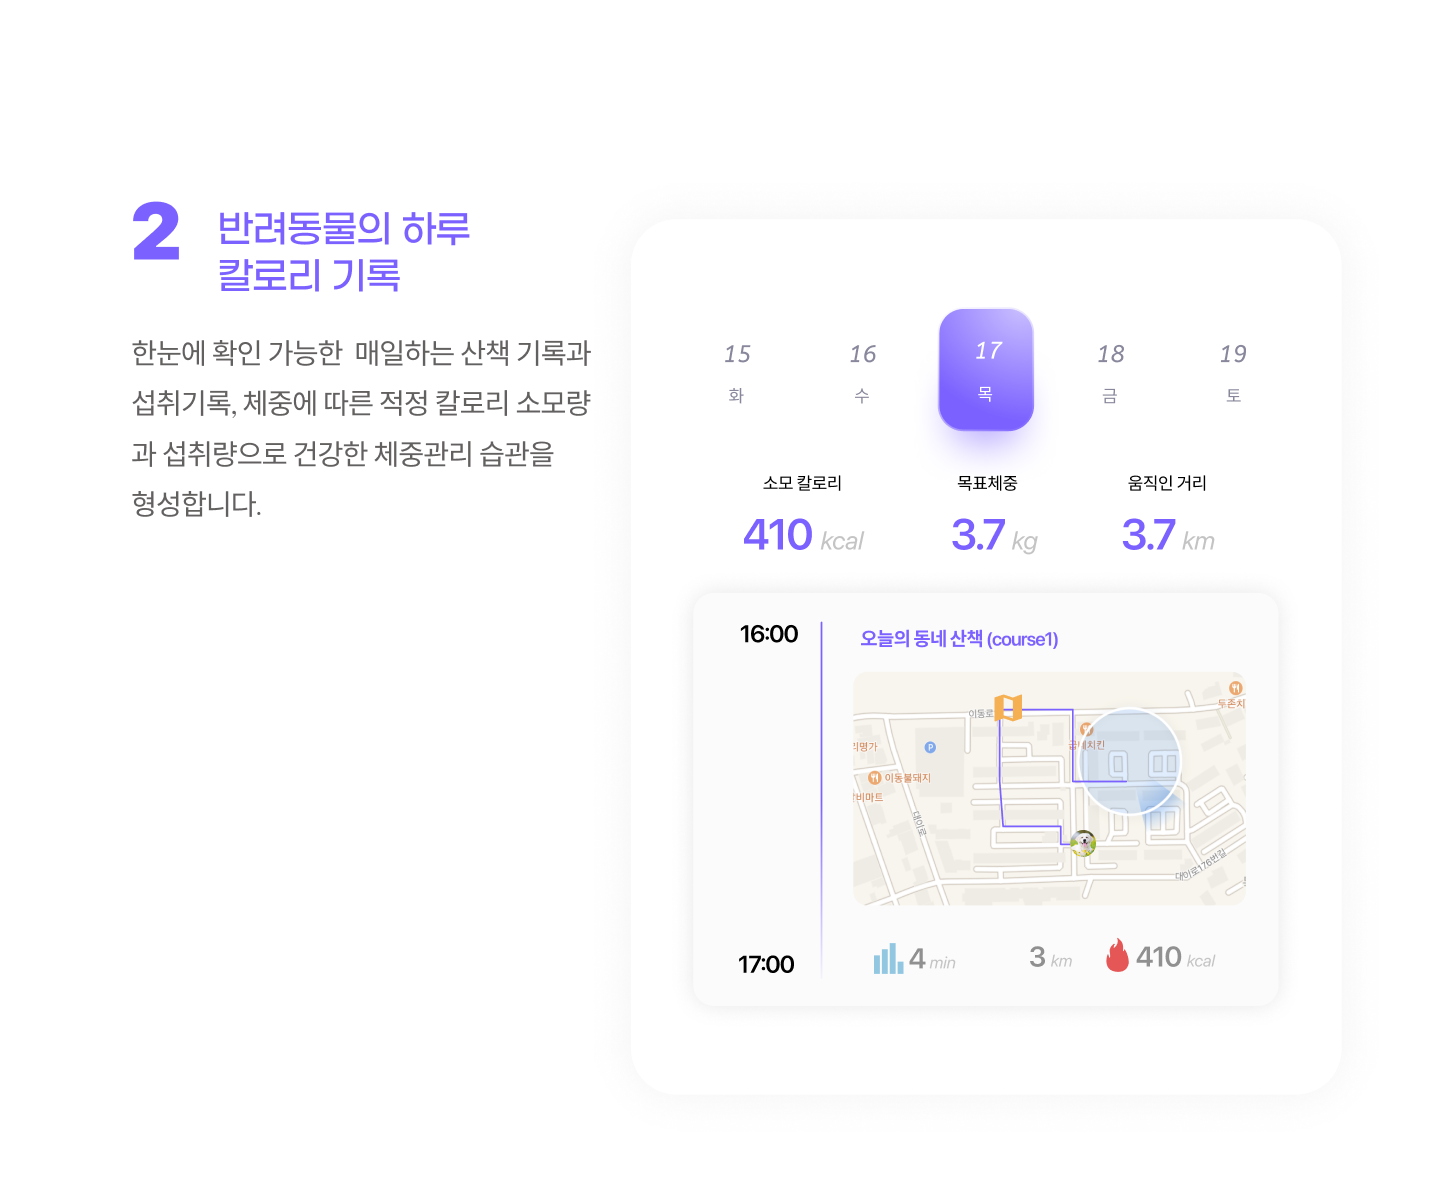 2
반려동물의 하루
칼로리 기록
한눈에 확인 가능한 매일하는 산책 기록과
섭취기록, 체중에 따른 적정 칼로리 소모량
과 섭취량으로 건강한 체중관리 습관을
형성합니다.
15 16 17 18 19
화 수 목 금 토
소모 칼로리 목표체중 움직인 거리
410 kcal 3.7 kg 3.7 km
16:00
오늘의 동네 산책 (course1)
두존치
이동로
리명가
P
이동불돼지
비마트
대이로
대이로176번길
17:00
4 min 3 km 410 kcal